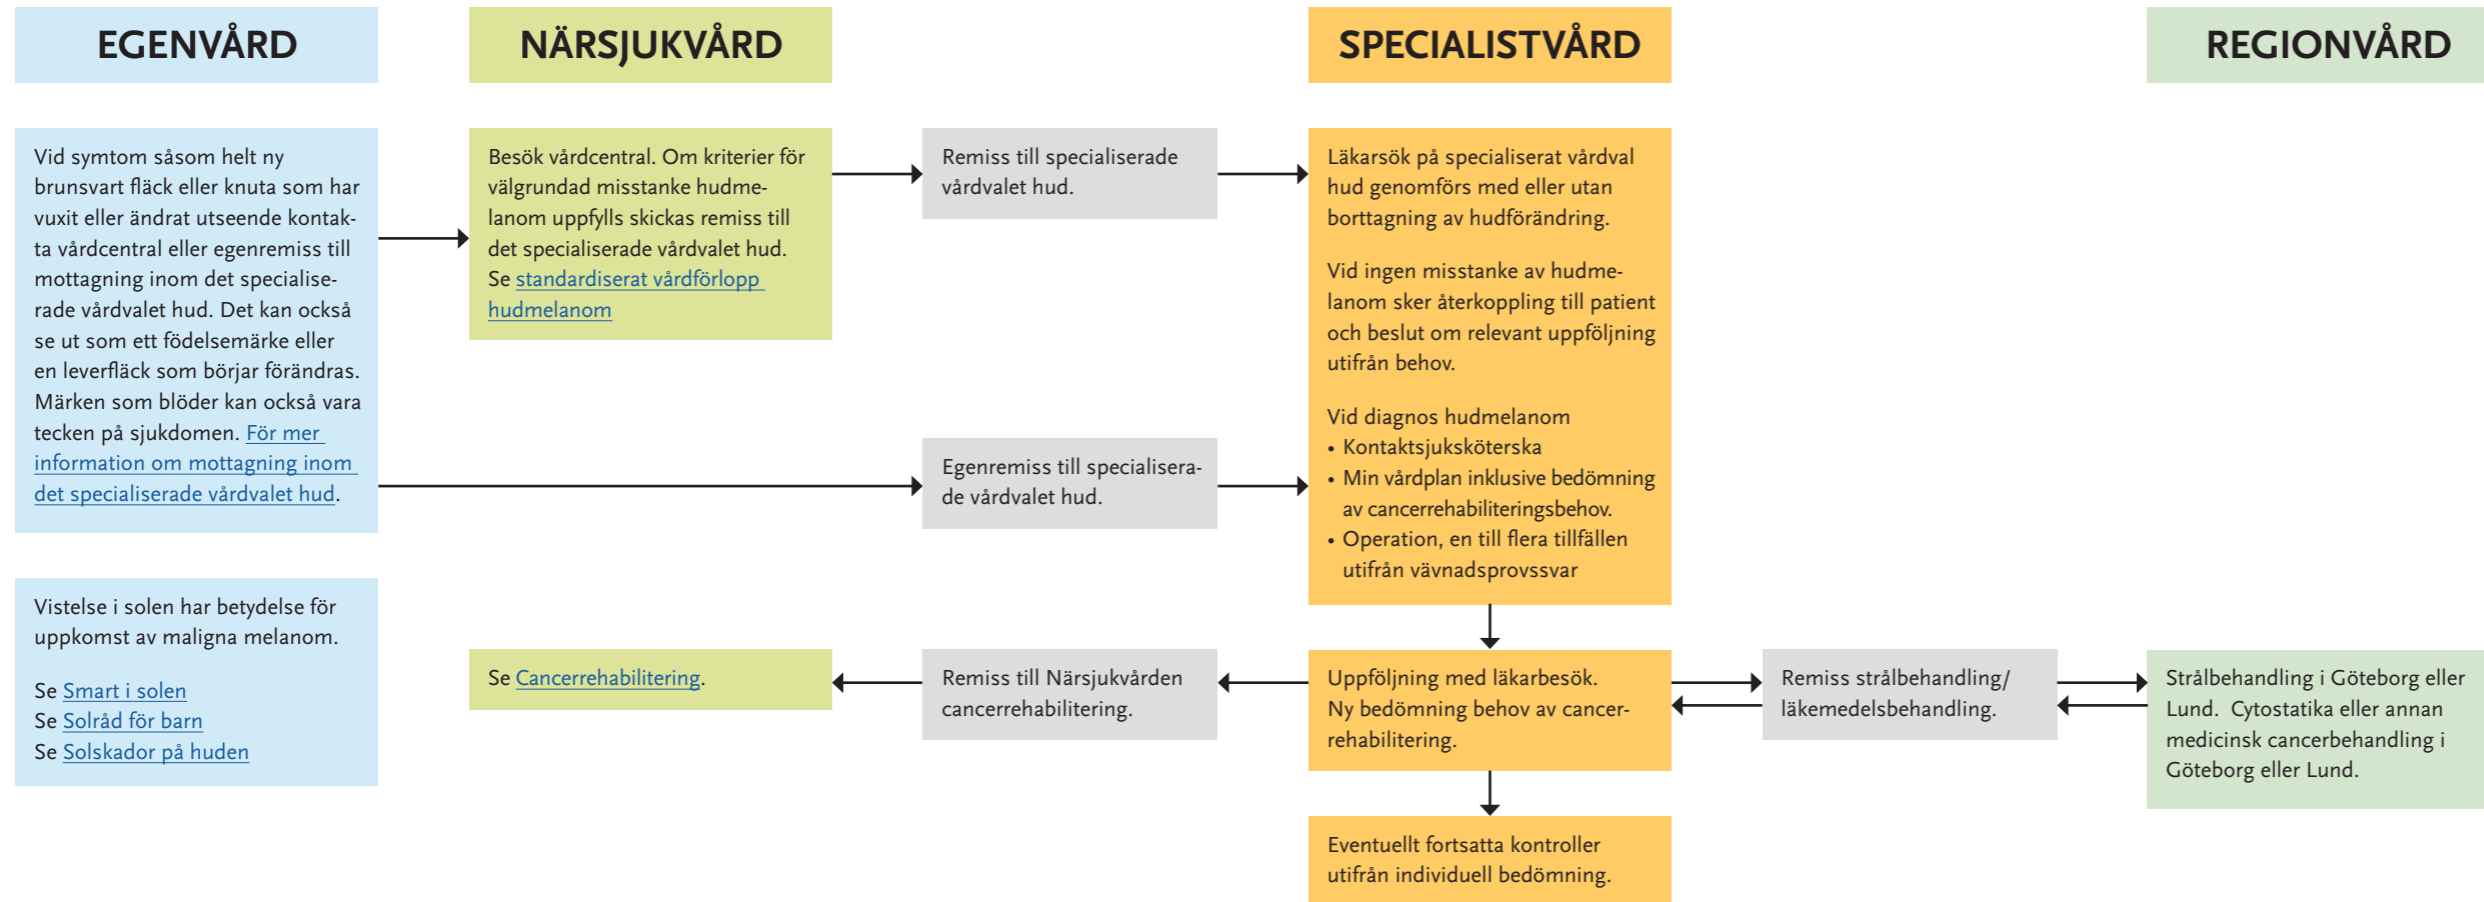 EGENVÅRD
NÄRSJUKVÅRD
SPECIALISTVÅRD
REGIONVÅRD
Vid symtom såsom helt ny
brunsvart fläck eller knuta som har
vuxit eller ändrat utseende kontak-
ta vårdcentral eller egenremiss till
mottagning inom det specialise-
rade vårdvalet hud. Det kan också
se ut som ett födelsemärke eller
en leverfläck som börjar förändras.
Märken som blöder kan också vara
tecken på sjukdomen. För mer
information om mottagning inom
det specialiserade vårdvalet hud.
Vistelse i solen har betydelse för
uppkomst av maligna melanom.
Se Smart i solen
Se Solråd för barn
Se Solskador på huden
Besök vårdcentral. Om kriterier för
välgrundad misstanke hudme-
lanom uppfylls skickas remiss till
det specialiserade vårdvalet hud.
Se standardiserat vårdförlopp
hudmelanom
Se Cancerrehabilitering.
Remiss till specialiserade
vårdvalet hud.
Egenremiss till specialisera-
de vårdvalet hud.
Remiss till Närsjukvården
cancerrehabilitering.
Läkarsök på specialiserat vårdval
hud genomförs med eller utan
borttagning av hudförändring.
Vid ingen misstanke av hudme-
lanom sker återkoppling till patient
och beslut om relevant uppföljning
utifrån behov.
Vid diagnos hudmelanom
• Kontaktsjuksköterska
• Min vårdplan inklusive bedömning
av cancerrehabiliteringsbehov.
• Operation, en till flera tillfällen
utifrån vävnadsprovssvar
Uppföljning med läkarbesök.
Ny bedömning behov av cancer-
rehabilitering.
Eventuellt fortsatta kontroller
utifrån individuell bedömning.
Remiss strålbehandling/
läkemedelsbehandling.
Strålbehandling i Göteborg eller
Lund. Cytostatika eller annan
medicinsk cancerbehandling i
Göteborg eller Lund.